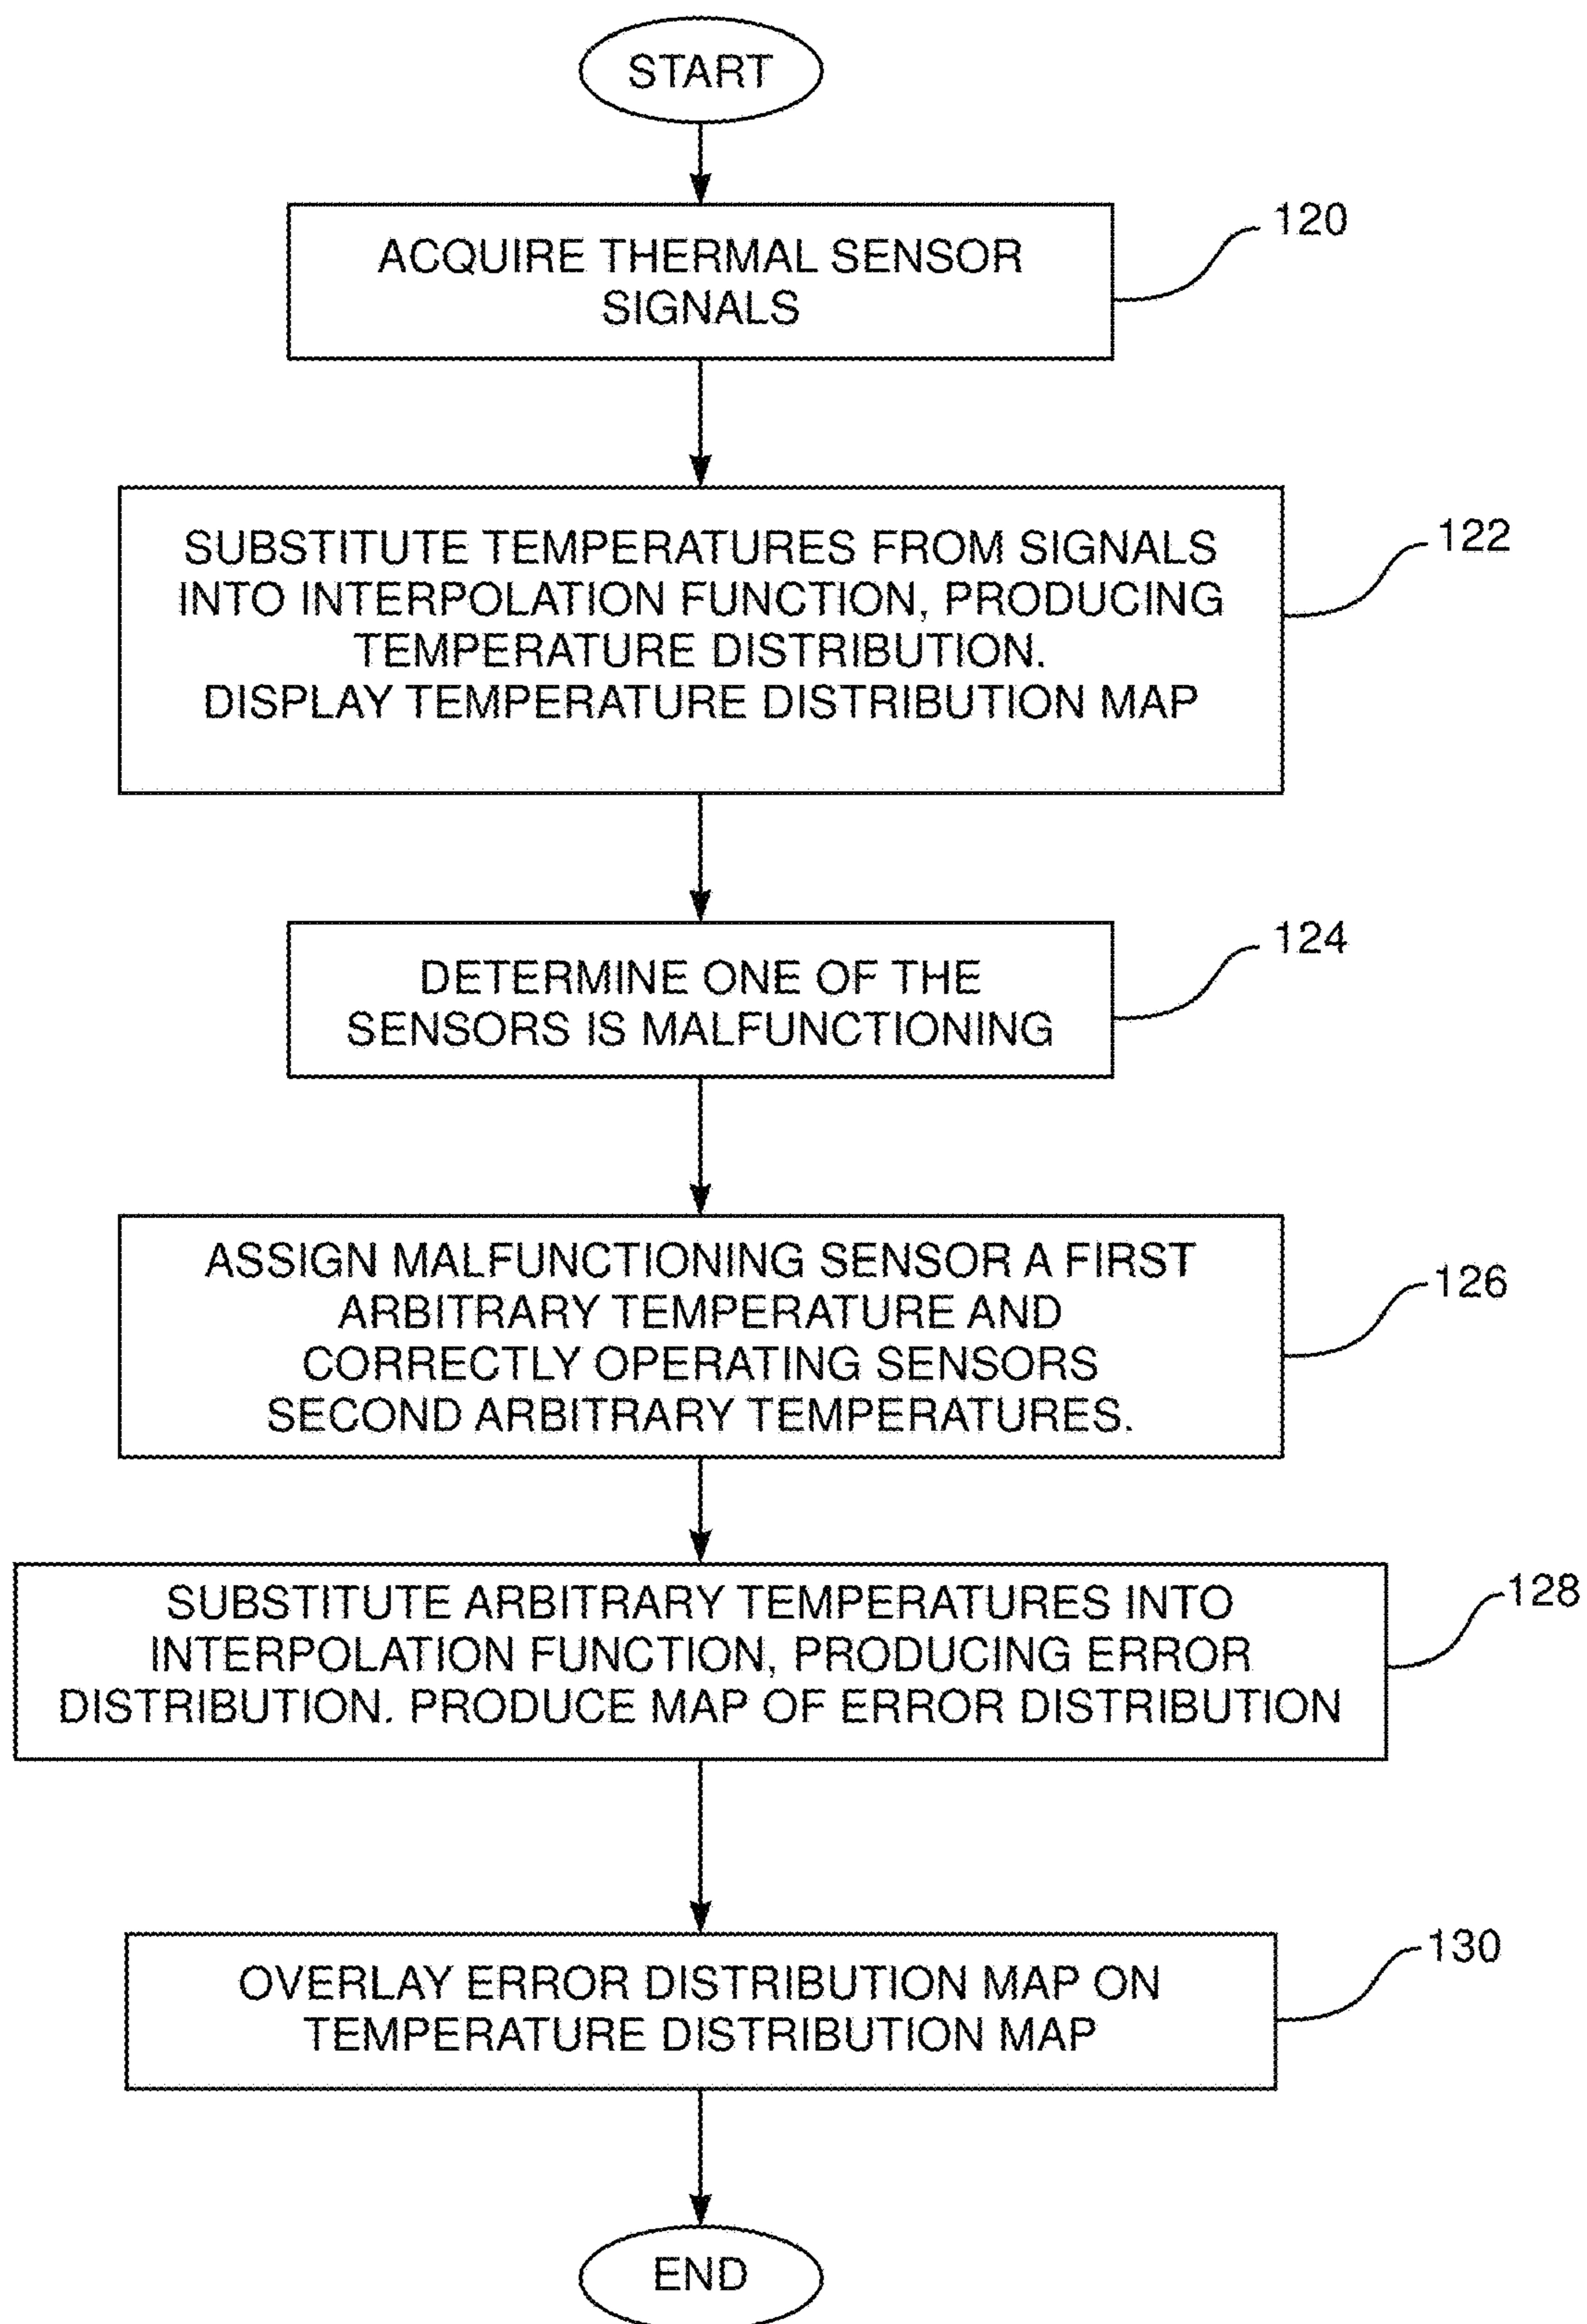 START
ACQUIRE THERMAL SENSOR
SIGNALS
120
SUBSTITUTE TEMPERATURES FROM SIGNALS
INTO INTERPOLATION FUNCTION, PRODUCING
TEMPERATURE DISTRIBUTION.
DISPLAY TEMPERATURE DISTRIBUTION MAP
122
DETERMINE ONE OF THE
SENSORS IS MALFUNCTIONING
124
ASSIGN MALFUNCTIONING SENSOR A FIRST
ARBITRARY TEMPERATURE AND
CORRECTLY OPERATING SENSORS
SECOND ARBITRARY TEMPERATURES.
126
SUBSTITUTE ARBITRARY TEMPERATURES INTO
INTERPOLATION FUNCTION, PRODUCING ERROR
DISTRIBUTION. PRODUCE MAP OF ERROR DISTRIBUTION
128
OVERLAY ERROR DISTRIBUTION MAP ON
TEMPERATURE DISTRIBUTION MAP
130
END